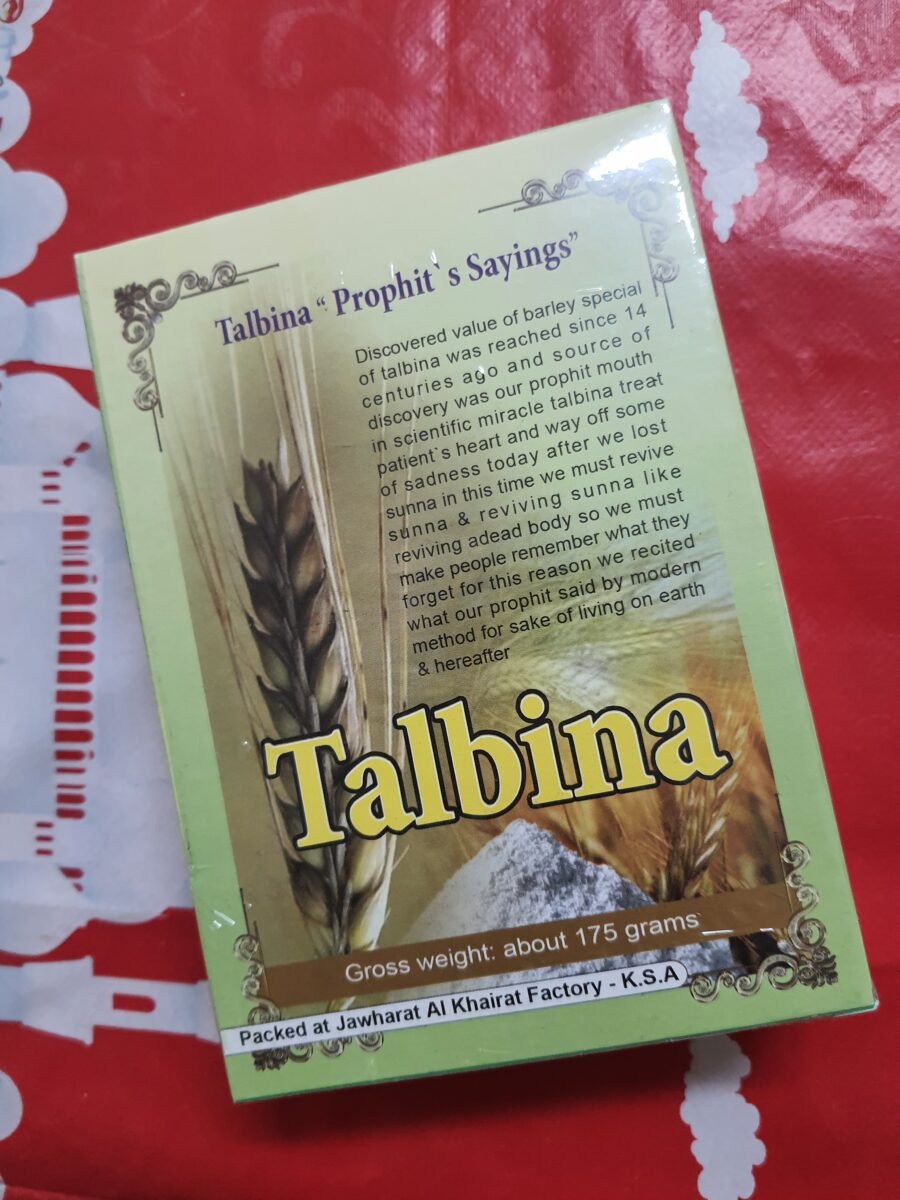 Talbina “ Prophit`s Sayings”
Discovered value of barley special
of talbina was reached since 14
centuries ago and source of
discovery was our prophit mouth
in scientific miracle talbina treat
patient`s heart and way off some
of sadness today after we lost
sunna in this time we must revive
sunna & reviving sunna like
reviving adead body so we must
make people remember what they
forget for this reason we recited
what our prophit said by modern
method for sake of living on earth
& hereafter
Talbina
Gross weight: about 175 grams
Packed at Jawharat Al Khairat Factory - K.S.A